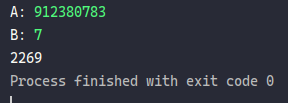 A: 912380783
B: 7
2269
Process finished with exit code 0